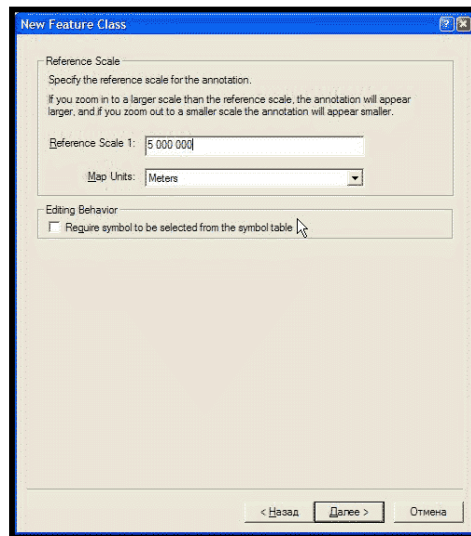 New Feature Class
Reference Scale
Specify the reference scale for the annotation.
If you zoom in to a larger scale than the reference scale, the annotation will appear
larger, and if you zoom out to a smaller scale the annotation will appear smaller.
Reference Scale 1: 5 000 000
Map Units: Meters
Editing Behavior
Require symbol to be selected from the symbol table
< Назад Далее > Отмена